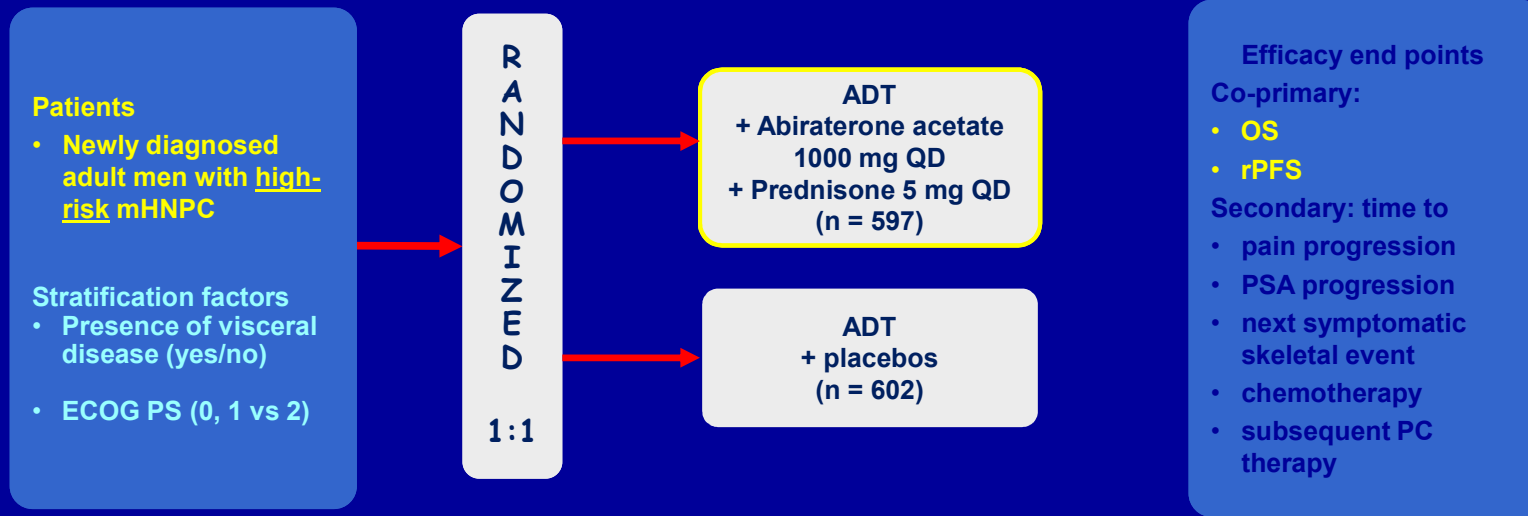 Patients
• Newly diagnosed
adult men with high-
risk mHNPC
Stratification factors
• Presence of visceral
disease (yes/no)
• ECOG PS (0, 1 vs 2)
R
A
N
D
O
M
I
Z
E
D
1:1
ADT
+ Abiraterone acetate
1000 mg QD
+ Prednisone 5 mg QD
(n = 597)
ADT
+ placebos
(n = 602)
Efficacy end points
Co-primary:
• OS
• rPFS
Secondary: time to
• pain progression
• PSA progression
• next symptomatic
skeletal event
• chemotherapy
• subsequent PC
therapy